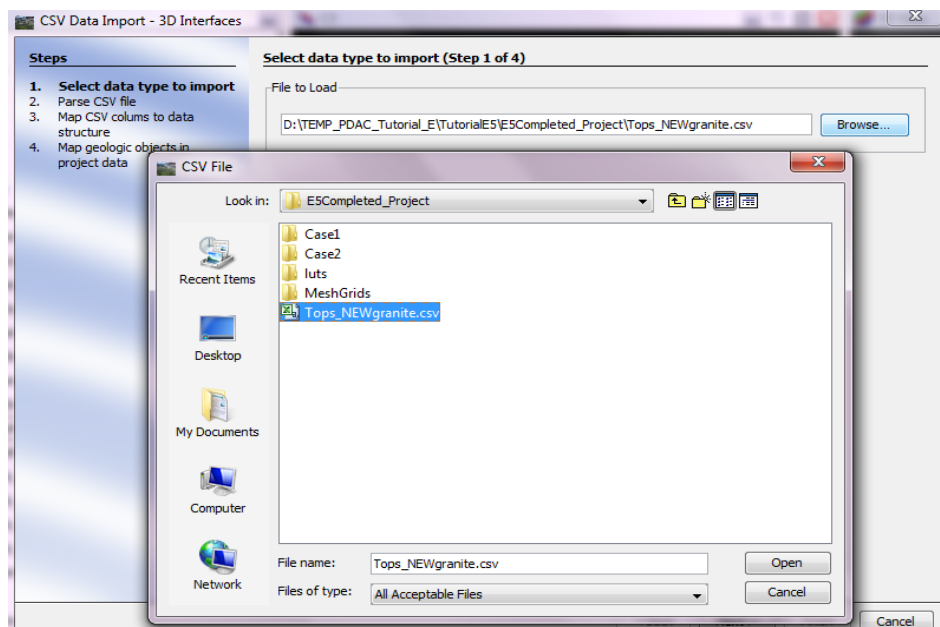 CSV Data Import - 3D Interfaces
Steps
1. Select data type to import
2. Parse CSV file
3. Map CSV colums to data
structure
4. Map geologic objects in
project data
Select data type to import (Step 1 of 4)
File to Load
D:\TEMP_PDAC_Tutorial_E\TutorialE5\E5Completed_Project\Tops_NEWgranite.csv
Browse...
CSV File
Look in:
E5Completed_Project
Case1
Case2
luts
MeshGrids
Tops_NEWgranite.csv
Recent Items
Desktop
My Documents
Computer
Network
File name:
Tops_NEWgranite.csv
Open
Files of type:
All Acceptable Files
Cancel
Cancel